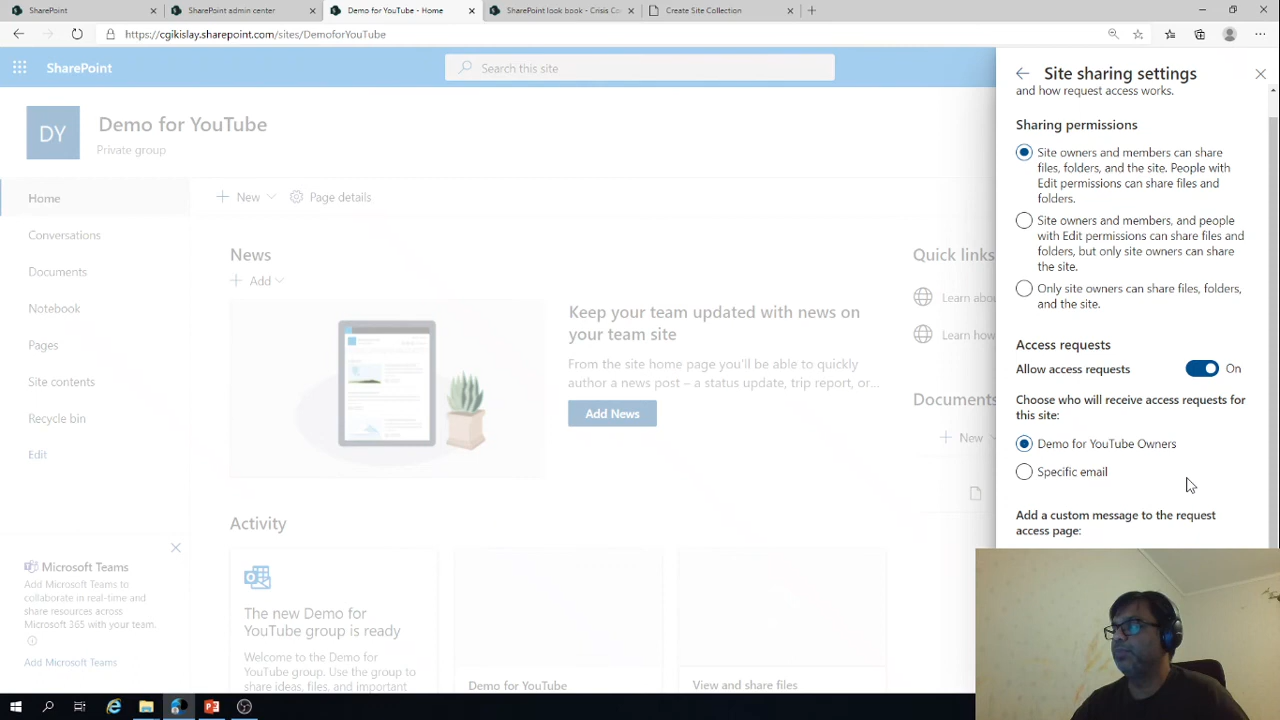 SharePoint
SharePoint admin center
Demo for YouTube - Home
SharePoint look book - Crisis Co
Create Site Collection
https://cgikislay.sharepoint.com/sites/DemoforYouTube
SharePoint
Search this site
DY
Demo for YouTube
Private group
Home
Conversations
Documents
Notebook
Pages
Site contents
Recycle bin
Edit
New
Page details
News
Add
Keep your team updated with news on
your team site
From the site home page you'll be able to quickly
author a news post – a status update, trip report, or...
Add News
Quick links
Learn abou
Learn how
Documents
New
Activity
The new Demo for
YouTube group is ready
Welcome to the Demo for
YouTube group. Use the group to
share ideas, files, and important
Demo for YouTube
View and share files
Microsoft Teams
Add Microsoft Teams to
collaborate in real-time and
share resources across
Microsoft 365 with your team.
Add Microsoft Teams
Site sharing settings
and how request access works.
Sharing permissions
Site owners and members can share
files, folders, and the site. People with
Edit permissions can share files and
folders.
Site owners and members, and people
with Edit permissions can share files and
folders, but only site owners can share
the site.
Only site owners can share files, folders,
and the site.
Access requests
Allow access requests
On
Choose who will receive access requests for
this site:
Demo for YouTube Owners
Specific email
Add a custom message to the request
access page: